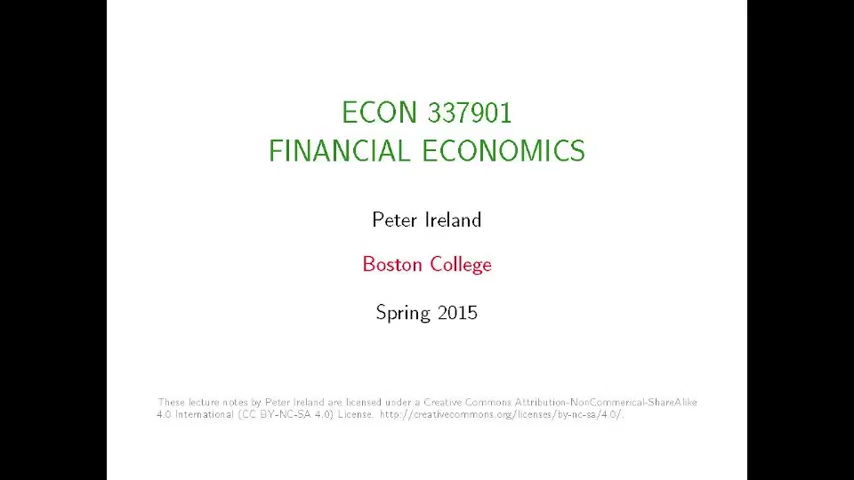 ECON 337901
FINANCIAL ECONOMICS
Peter Ireland
Boston College
Spring 2015
These lecture notes by Peter Ireland are licensed under a Creative Commons Attribution-NonCommerical-ShareAlike
4.0 International (CC BY-NC-SA 4.0) License. http://creativecommons.org/licenses/by-nc-sa/4.0/.